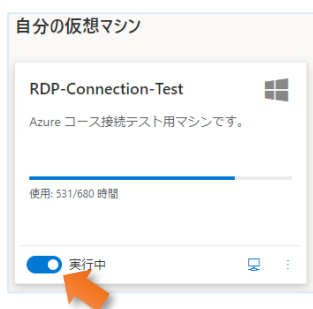 自分の仮想マシン
RDP-Connection-Test
Azure コース接続テスト用マシンです。
使用: 531/680 時間
実行中